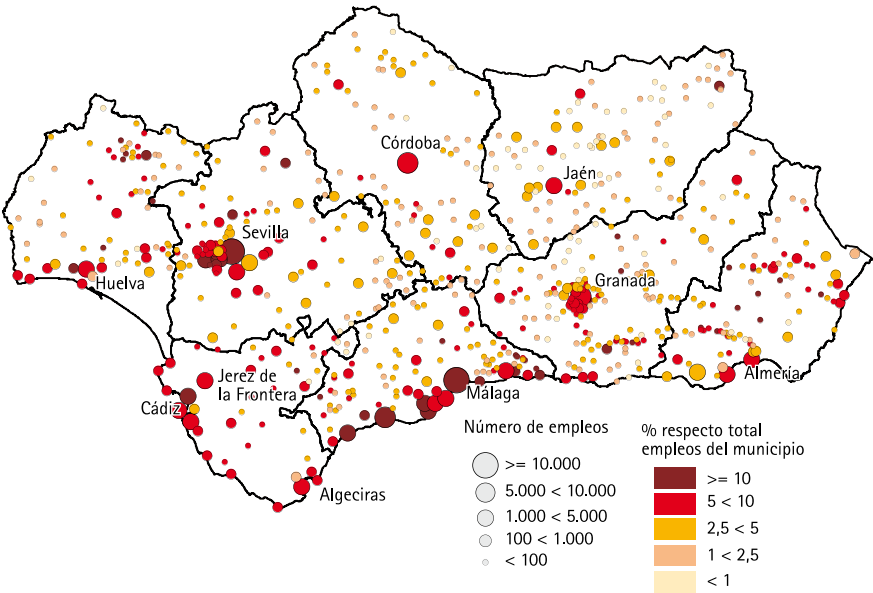 Córdoba
Jaén
Sevilla
Huelva
Granada
Jerez de
la Frontera
Cádiz
Málaga
Almería
Algeciras
Número de empleos
>= 10.000
5.000 < 10.000
1.000 < 5.000
100 < 1.000
< 100
% respecto total
empleos del municipio
>= 10
5 < 10
2,5 < 5
1 < 2,5
< 1